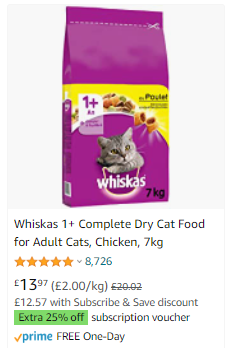 1+
An
au Poulet
whiskas
7kg
Whiskas 1+ Complete Dry Cat Food
for Adult Cats, Chicken, 7kg
8,726
£13⁹⁷ (£2.00/kg) £20.02
£12.57 with Subscribe & Save discount
Extra 25% off subscription voucher
prime FREE One-Day